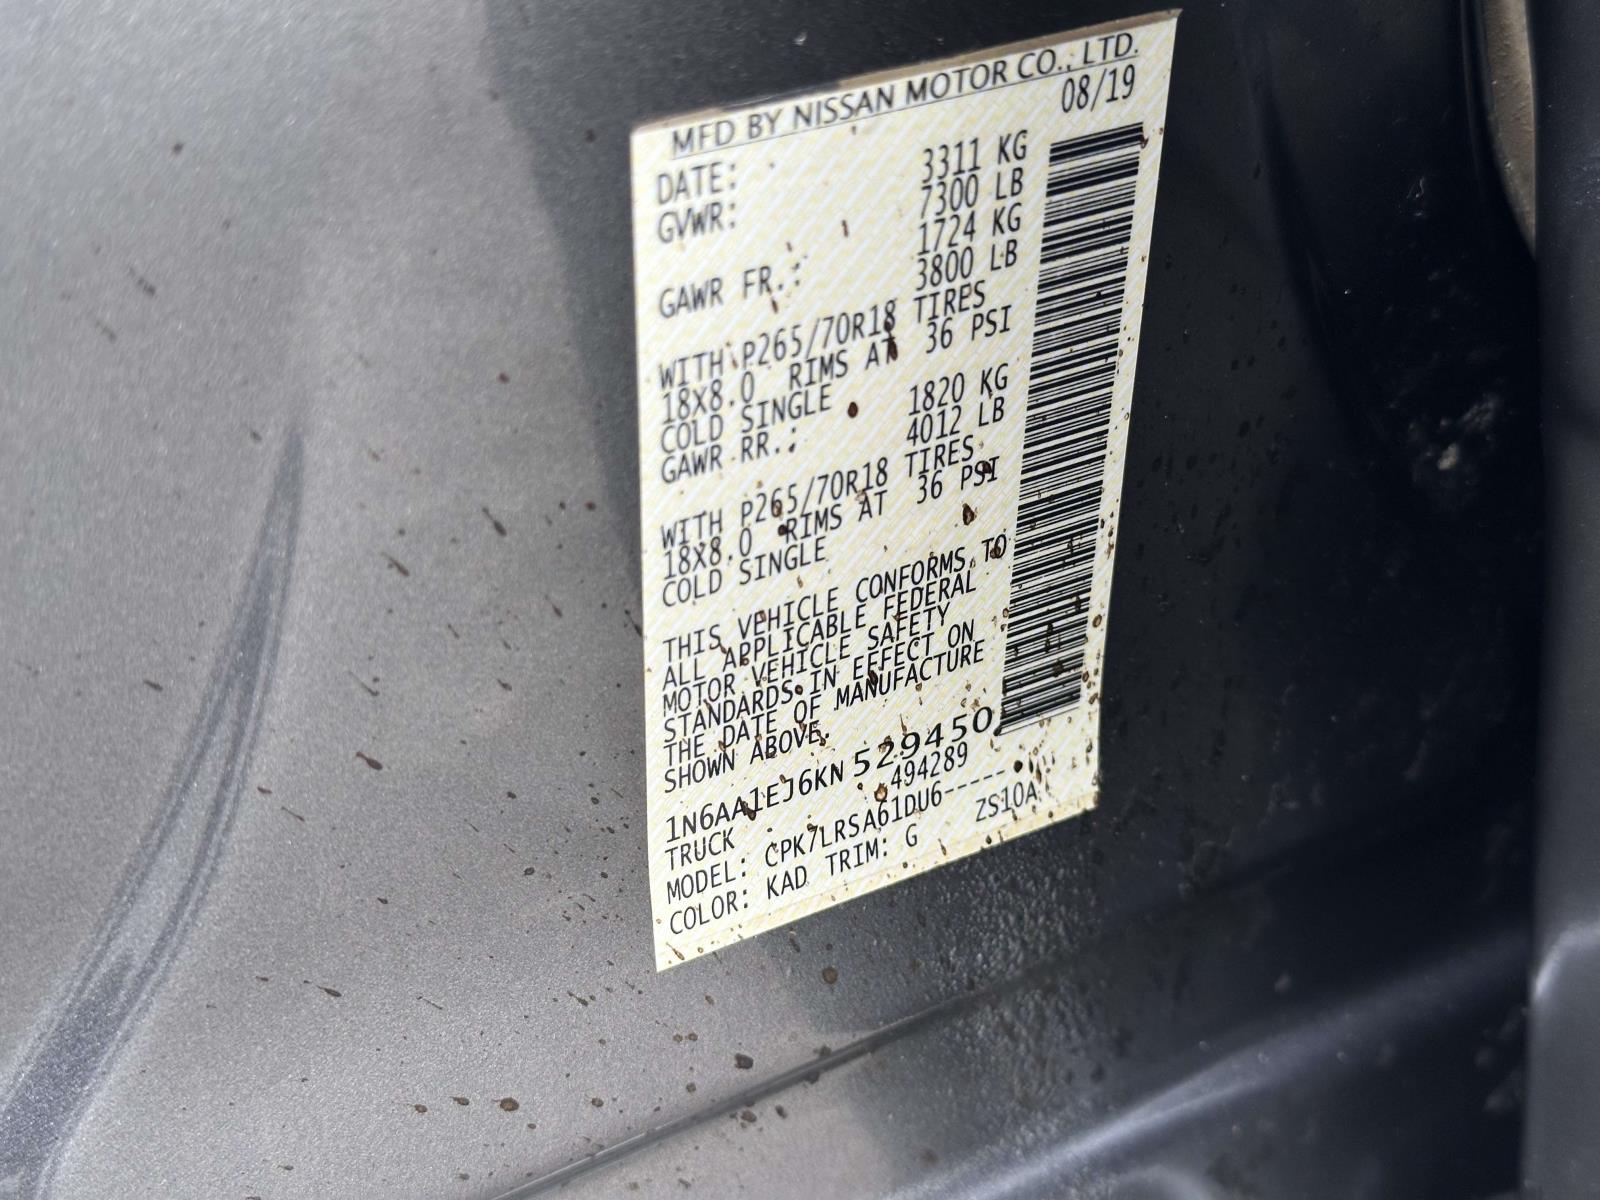 MFD BY NISSAN MOTOR CO., LTD.
DATE: 08/19
GVWR: 3311 KG
7300 LB
GAWR FR.: 1724 KG
3800 LB
WITH P265/70R18 TIRES
18X8.0 RIMS AT 36 PSI
COLD SINGLE
GAWR RR.: 1820 KG
4012 LB
WITH P265/70R18 TIRES
18X8.0 RIMS AT 36 PSI
COLD SINGLE
THIS VEHICLE CONFORMS TO
ALL APPLICABLE FEDERAL
MOTOR VEHICLE SAFETY
STANDARDS IN EFFECT ON
THE DATE OF MANUFACTURE
SHOWN ABOVE.
1N6AA1EJ6KN529450
TRUCK 494289
MODEL: CPK7LRSA61DU6-----
COLOR: KAD TRIM: G ZS10A